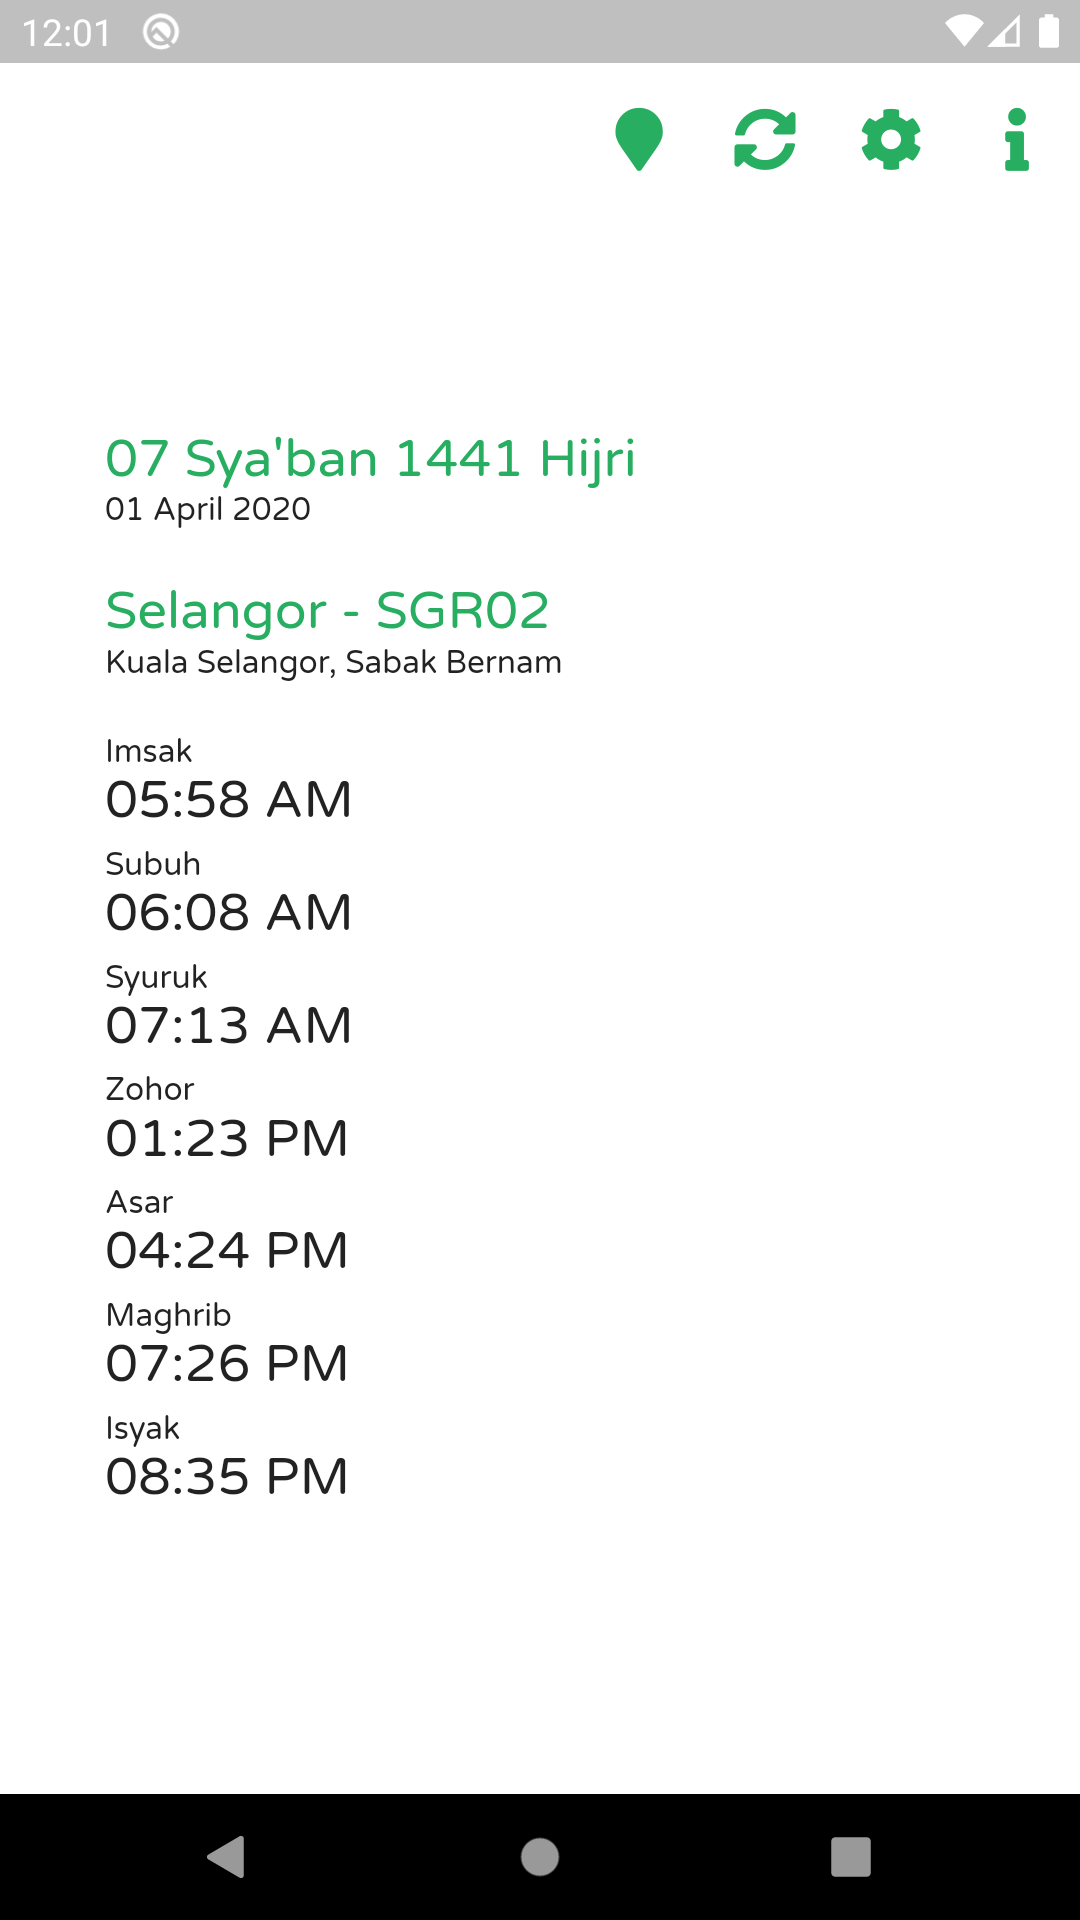 12:01
07 Sya'ban 1441 Hijri
01 April 2020
Selangor - SGR02
Kuala Selangor, Sabak Bernam
Imsak
05:58 AM
Subuh
06:08 AM
Syuruk
07:13 AM
Zohor
01:23 PM
Asar
04:24 PM
Maghrib
07:26 PM
Isyak
08:35 PM